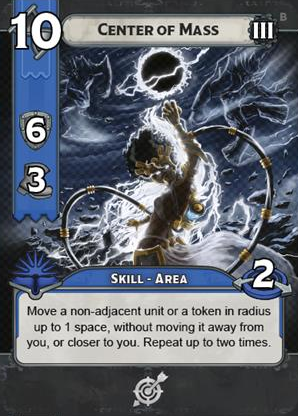 10
CENTER OF MASS
III
B
6
3
SKILL - AREA
2
Move a non-adjacent unit or a token in radius
up to 1 space, without moving it away from
you, or closer to you. Repeat up to two times.